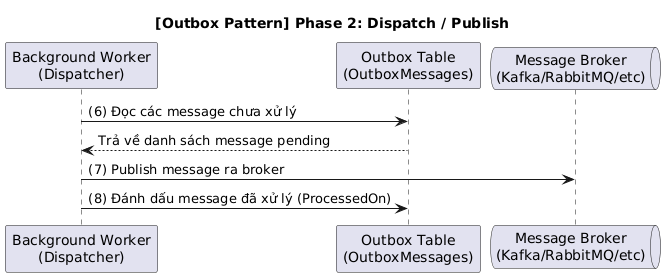 [Outbox Pattern] Phase 2: Dispatch / Publish
Background Worker
(Dispatcher)
Outbox Table
(OutboxMessages)
Message Broker
(Kafka/RabbitMQ/etc)
(6) Đọc các message chưa xử lý
Trả về danh sách message pending
(7) Publish message ra broker
(8) Đánh dấu message đã xử lý (ProcessedOn)
Background Worker
(Dispatcher)
Outbox Table
(OutboxMessages)
Message Broker
(Kafka/RabbitMQ/etc)